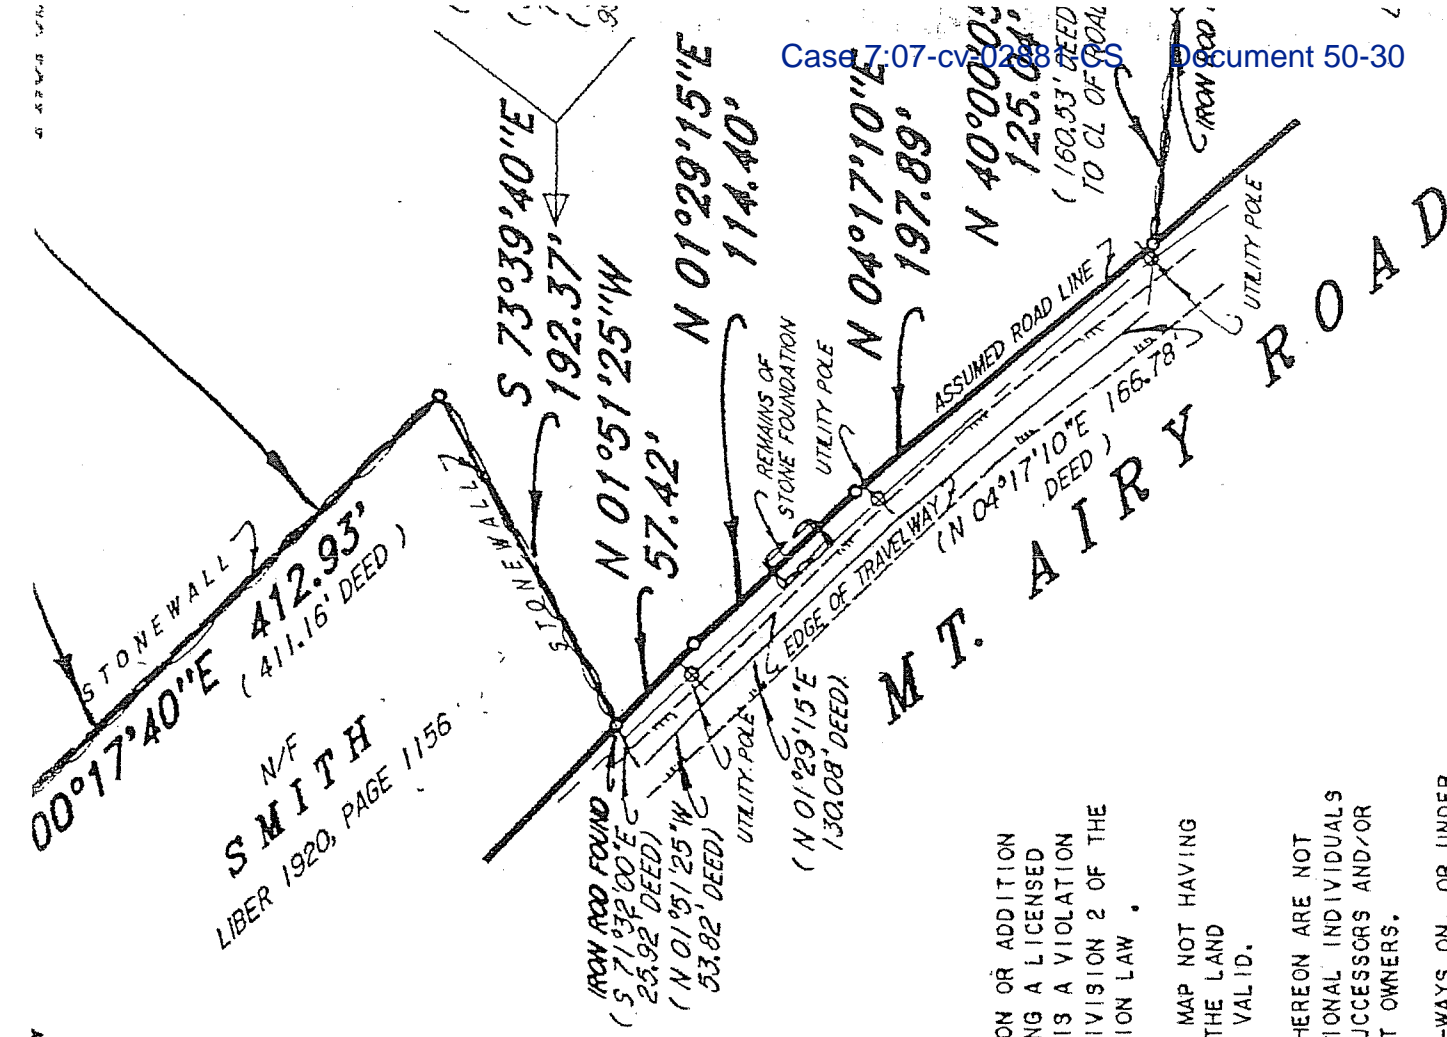 Case 7:07-cv-02881-CS Document 50-30
S 73°39'40"E
192.37'
N 01°51'25"W
57.42'
N 01°29'15"E
114.40'
N 04°17'10"E
197.89'
N 40°00'
125.04'
( 160.53' DEED
TO CL OF ROAD
IRON ROD
UTILITY POLE
ASSUMED ROAD LINE
REMAINS OF
STONE FOUNDATION
UTILITY POLE
STONEWALL
412.93'
( 411.16' DEED )
00°17'40"E
STONEWALL
N/F
SMITH
LIBER 1920, PAGE 1156
EDGE OF TRAVELWAY
( N 04°17'10"E 166.78'
DEED )
MT. AIRY ROAD
IRON ROD FOUND
( S 71°32'00"E
25.92' DEED)
( N 01°51'25"W
53.82' DEED)
UTILITY POLE
( N 01°29'15"E
130.08' DEED)
ON OR ADDITION
NG A LICENSED
IS A VIOLATION
IVISION 2 OF THE
ION LAW .
MAP NOT HAVING
THE LAND
VALID.
HEREON ARE NOT
IONAL INDIVIDUALS
UCCESSORS AND/OR
T OWNERS.
-WAYS ON, OR UNDER